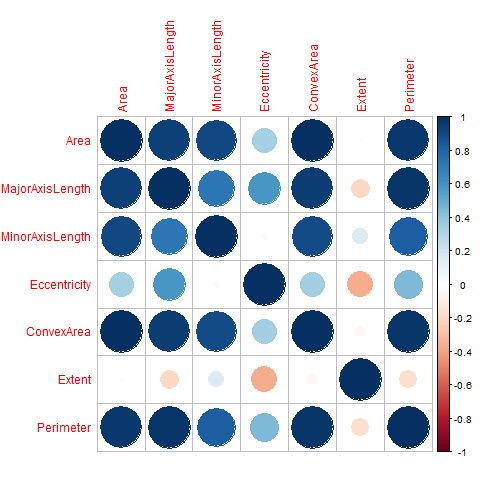 Area
MajorAxisLength
MinorAxisLength
Eccentricity
ConvexArea
Extent
Perimeter
Area
MajorAxisLength
MinorAxisLength
Eccentricity
ConvexArea
Extent
Perimeter
1
0.8
0.6
0.4
0.2
0
-0.2
-0.4
-0.6
-0.8
-1